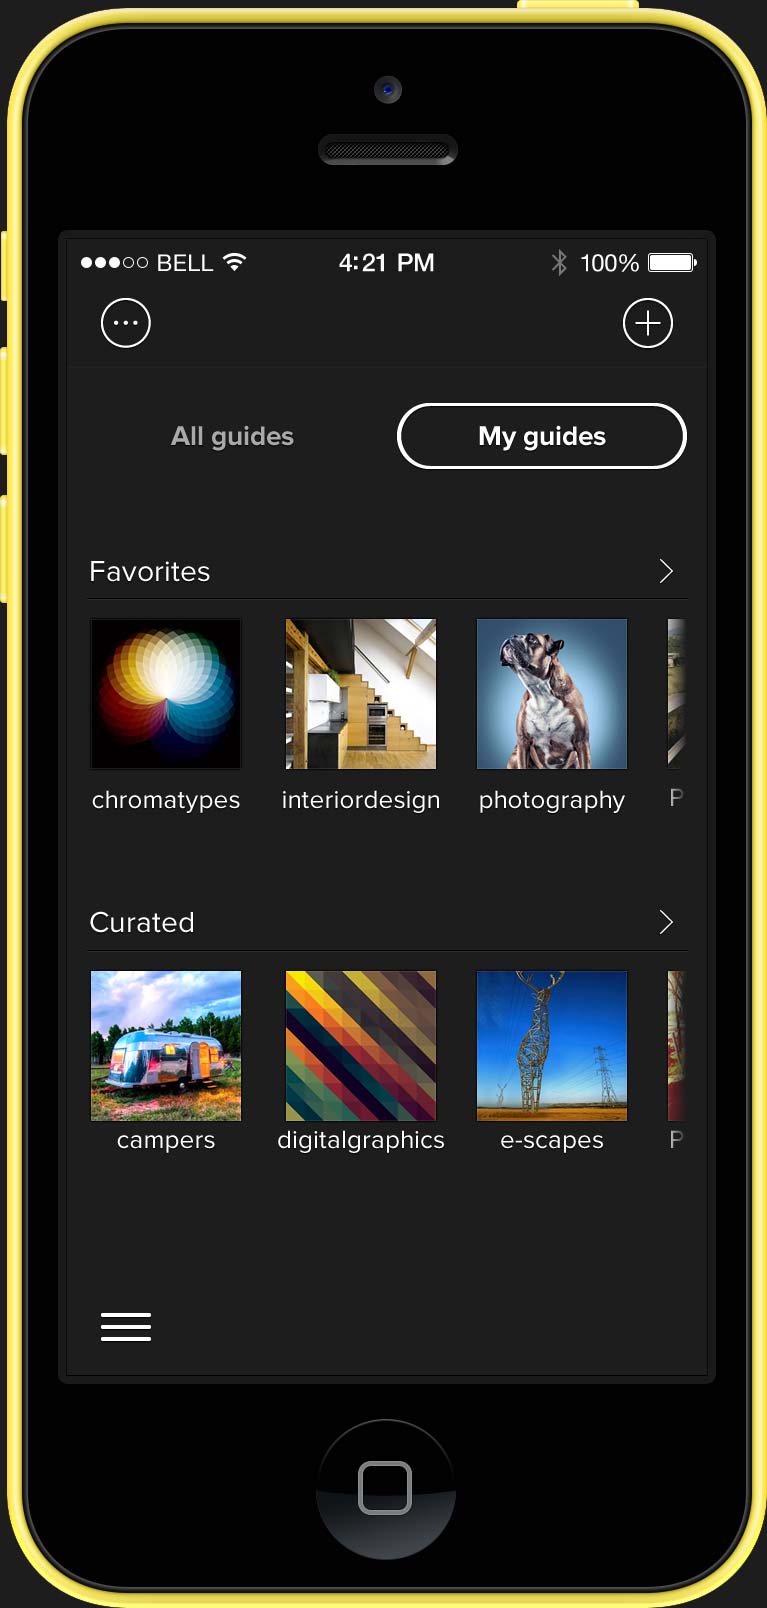 BELL 4:21 PM 100%
All guides My guides
Favorites
chromatypes interiordesign photography P
Curated
campers digitalgraphics e-scapes P